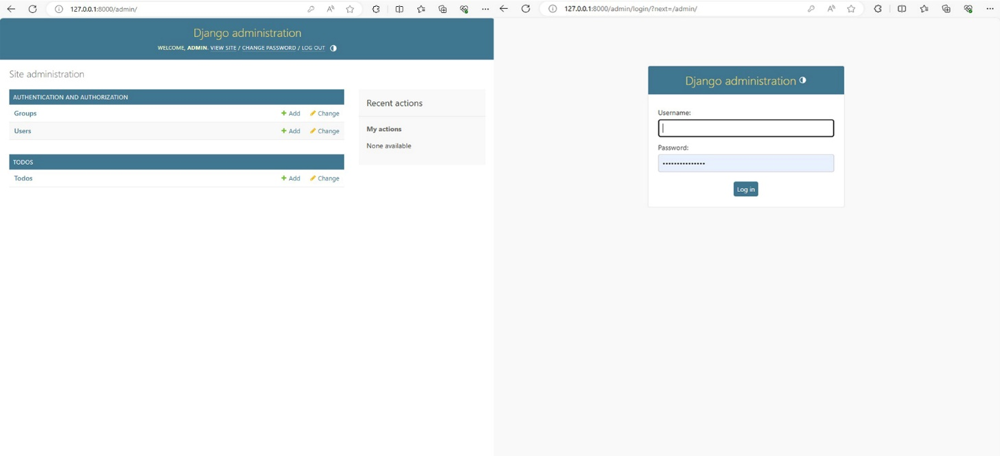 127.0.0.1:8000/admin/
Django administration
WELCOME, ADMIN. VIEW SITE / CHANGE PASSWORD / LOG OUT
Site administration
AUTHENTICATION AND AUTHORIZATION
Groups Add Change
Users Add Change
TODOS
Todos Add Change
Recent actions
My actions
None available
127.0.0.1:8000/admin/login/?next=/admin/
Django administration
Username:
Password:
Log in